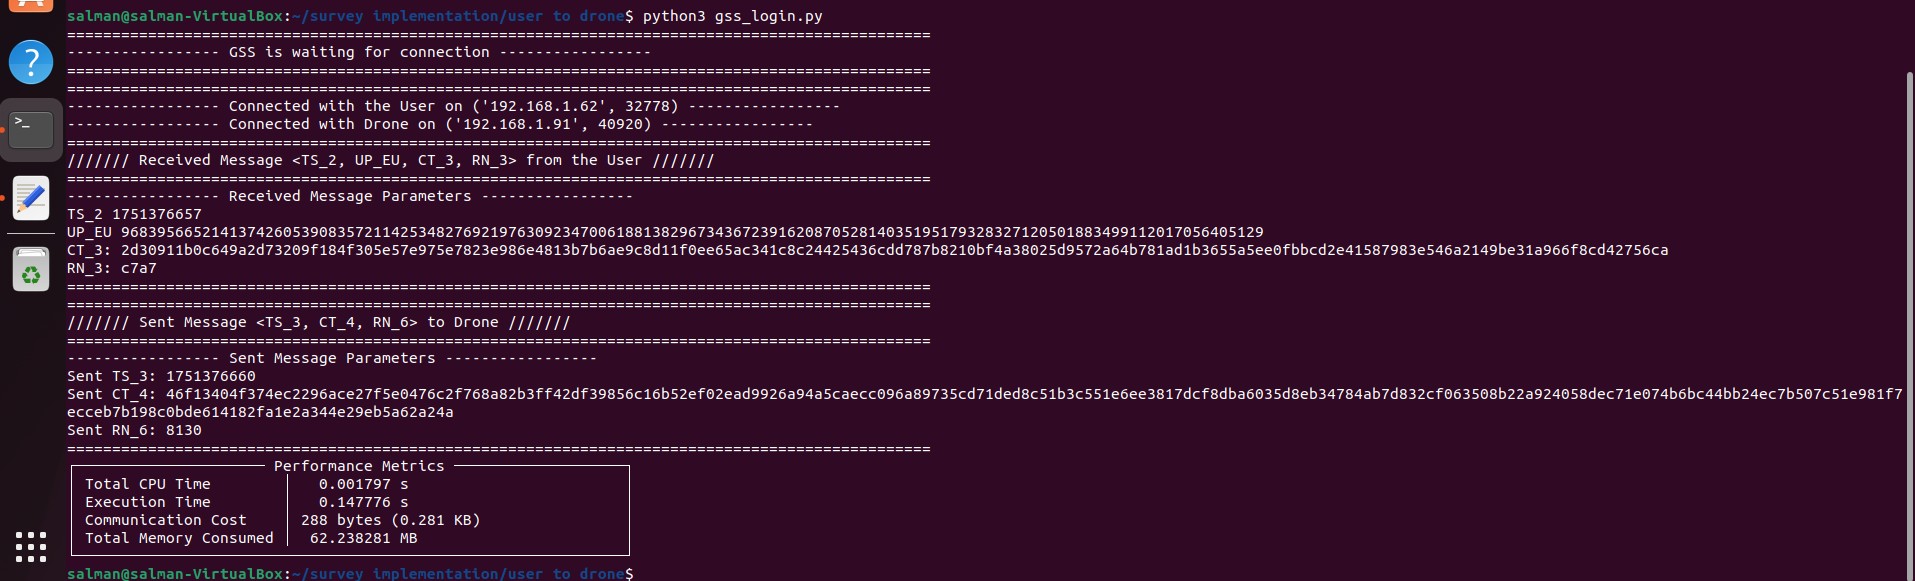 salman@salman-VirtualBox:~/survey implementation/user to drone$ python3 gss_login.py
================================================================================================
----------------- GSS is waiting for connection -----------------
================================================================================================
================================================================================================
----------------- Connected with the User on ('192.168.1.62', 32778) -----------------
----------------- Connected with Drone on ('192.168.1.91', 40920) -----------------
================================================================================================
/////// Received Message <TS_2, UP_EU, CT_3, RN_3> from the User ///////
================================================================================================
----------------- Received Message Parameters -----------------
TS_2 1751376657
UP_EU 96839566521413742605390835721142534827692197630923470061881382967343672391620870528140351951793283271205018834991120170564051​29
CT_3: 2d30911b0c649a2d73209f184f305e57e975e7823e986e4813b7b6ae9c8d11f0ee65ac341c8c24425436cdd787b8210bf4a38025d9572a64b781ad1b3655a5ee0fbbcd2e41587983e546a2149be31a966f8cd42756ca
RN_3: c7a7
================================================================================================
================================================================================================
/////// Sent Message <TS_3, CT_4, RN_6> to Drone ///////
================================================================================================
----------------- Sent Message Parameters -----------------
Sent TS_3: 1751376660
Sent CT_4: 46f13404f374ec2296ace27f5e0476c2f768a82b3ff42df39856c16b52ef02ead9926a94a5caecc096a89735cd71ded8c51b3c551e6ee3817dcf8dba6035d8eb34784ab7d832cf063508b22a924058dec71e074b6bc44bb24ec7b507c51e981f7
ecceb7b198c0bde614182fa1e2a344e29eb5a62a24a
Sent RN_6: 8130
================================================================================================
Performance Metrics
Total CPU Time 0.001797 s
Execution Time 0.147776 s
Communication Cost 288 bytes (0.281 KB)
Total Memory Consumed 62.238281 MB
salman@salman-VirtualBox:~/survey implementation/user to drone$